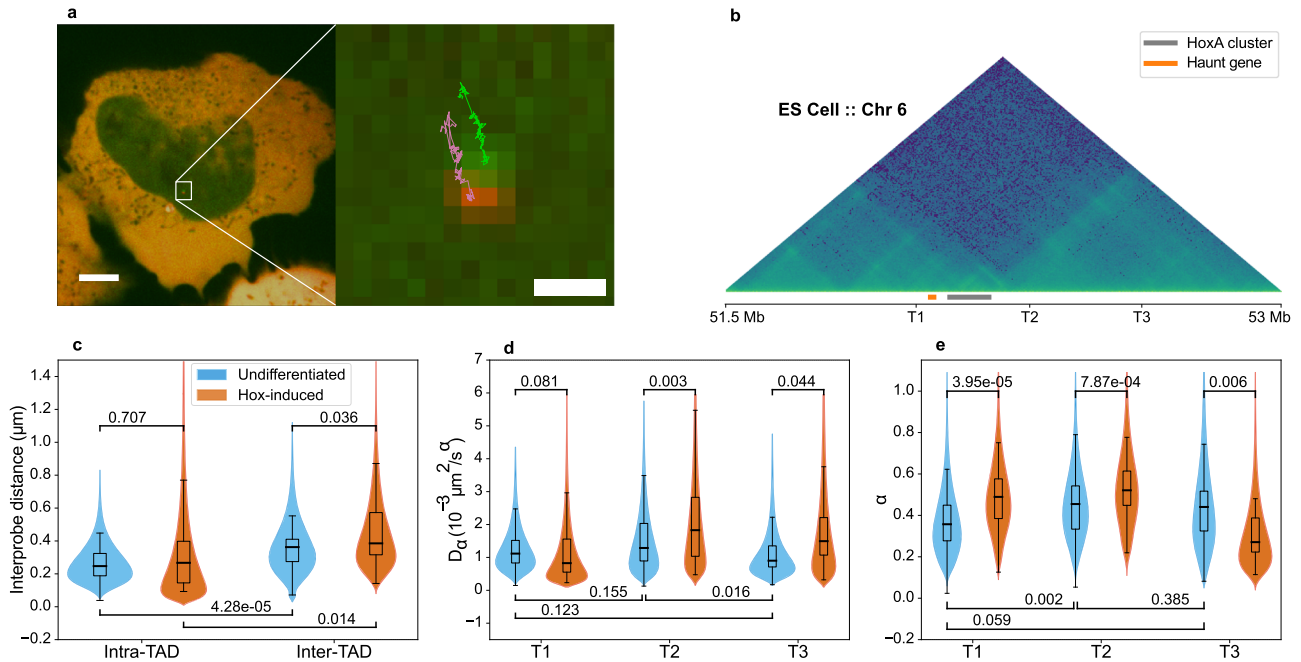 a
b
HoxA cluster
Haunt gene
ES Cell :: Chr 6
51.5 Mb
T1
T2
T3
53 Mb
c
Undifferentiated
Hox-induced
Interprobe distance (μm)
1.4
1.2
1.0
0.8
0.6
0.4
0.2
0.0
−0.2
0.707
0.036
4.28e-05
0.014
Intra-TAD
Inter-TAD
d
Dα (10⁻³ μm²/s^α
7
6
5
4
3
2
1
0
−1
0.081
0.003
0.044
0.155
0.016
0.123
T1
T2
T3
e
α
1.0
0.8
0.6
0.4
0.2
0.0
−0.2
3.95e-05
7.87e-04
0.006
0.002
0.385
0.059
T1
T2
T3